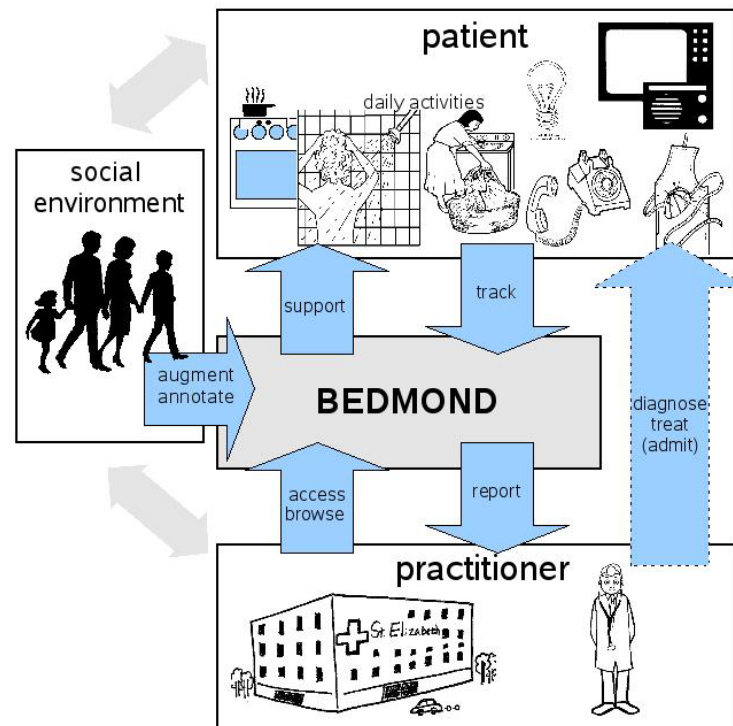 patient
daily activities
social
environment
support
track
augment
annotate
BEDMOND
diagnose
treat
(admit)
access
browse
report
practitioner
St. Elizabeth